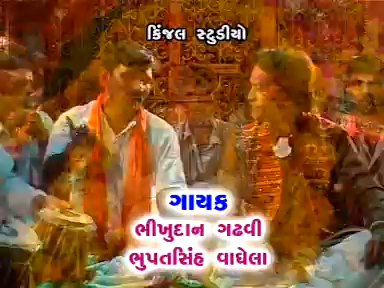 કિંજલ સ્ટુડીયો
ગાયક
ભીખુદાન ગઢવી
ભુપતસિંહ વાઘેલા